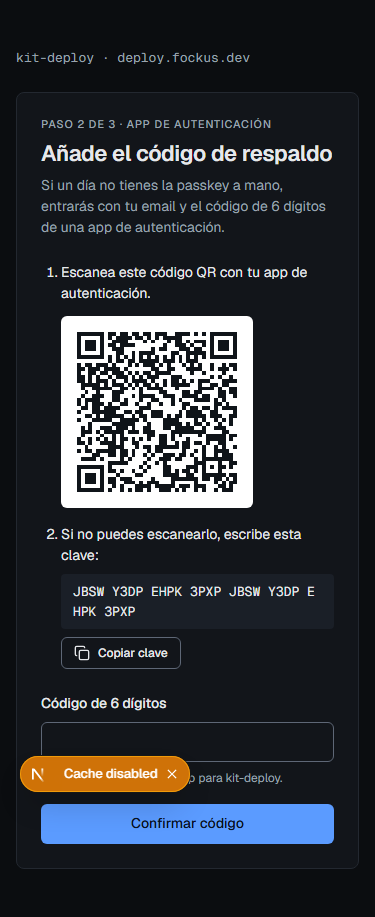 kit-deploy · deploy.fockus.dev
PASO 2 DE 3 · APP DE AUTENTICACIÓN
Añade el código de respaldo
Si un día no tienes la passkey a mano,
entrarás con tu email y el código de 6 dígitos
de una app de autenticación.
1. Escanea este código QR con tu app de
autenticación.
2. Si no puedes escanearlo, escribe esta
clave:
JBSW Y3DP EHPK 3PXP JBSW Y3DP E
HPK 3PXP
Copiar clave
Código de 6 dígitos
Cache disabled
para kit-deploy.
Confirmar código